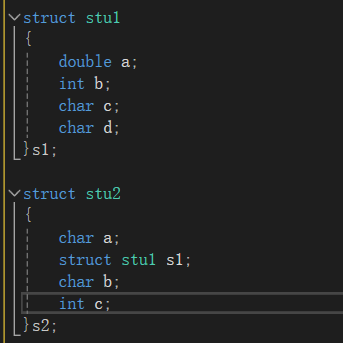 struct stu1
{
double a;
int b;
char c;
char d;
}s1;
struct stu2
{
char a;
struct stu1 s1;
char b;
int c;
}s2;